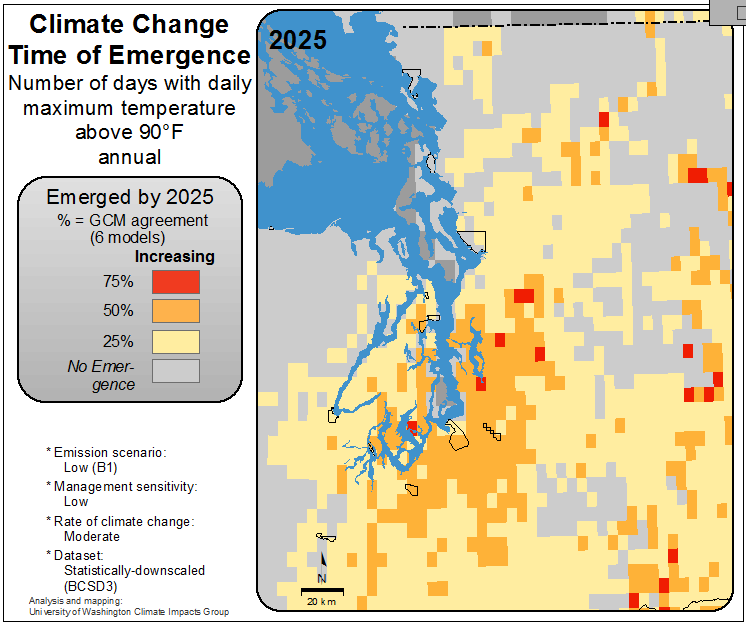 Climate Change
Time of Emergence
Number of days with daily
maximum temperature
above 90°F
annual
Emerged by 2025
% = GCM agreement
(6 models)
Increasing
75%
50%
25%
No Emer-
gence
* Emission scenario:
Low (B1)
* Management sensitivity:
Low
* Rate of climate change:
Moderate
* Dataset:
Statistically-downscaled
(BCSD3)
Analysis and mapping:
University of Washington Climate Impacts Group
2025
N
20 km